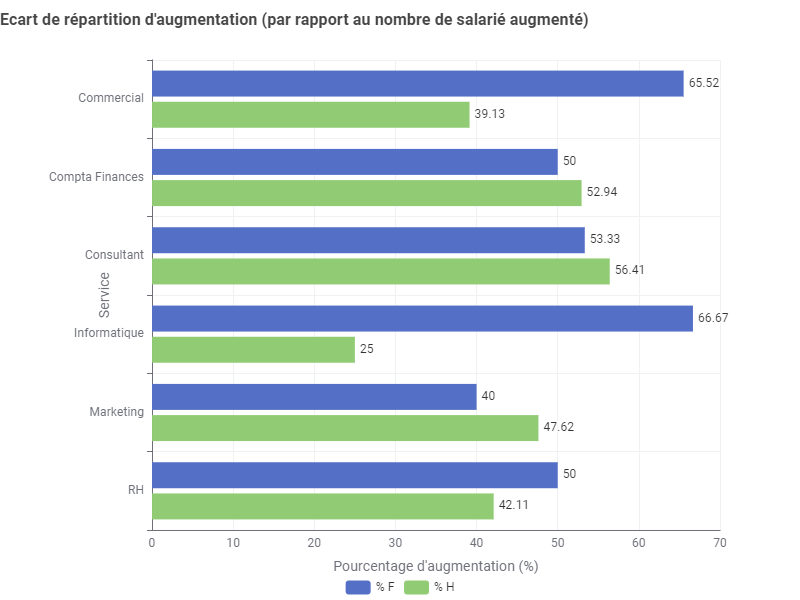 Ecart de répartition d'augmentation (par rapport au nombre de salarié augmenté)
Commercial
65.52
39.13
Compta Finances
50
52.94
Consultant
53.33
56.41
Service
Informatique
66.67
25
Marketing
40
47.62
RH
50
42.11
0 10 20 30 40 50 60 70
Pourcentage d'augmentation (%)
% F % H